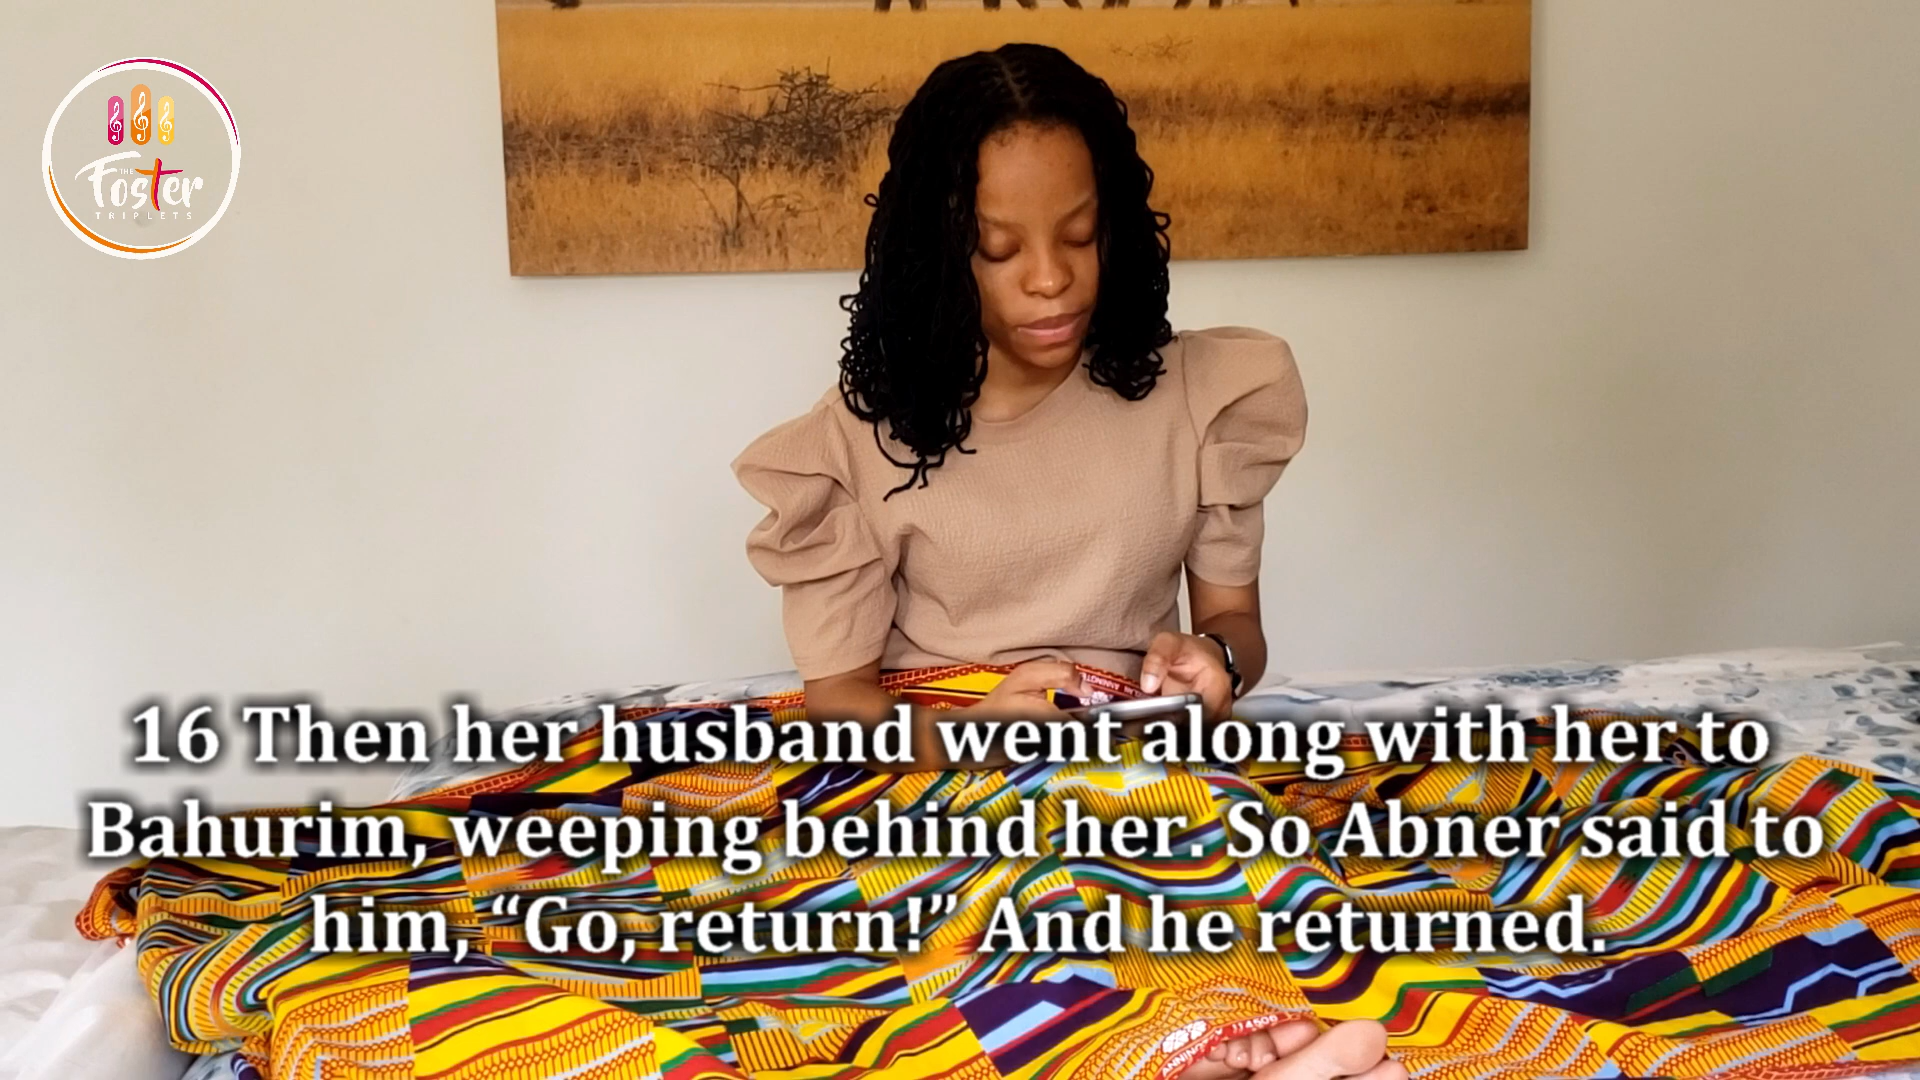 THE
Foster
TRIPLETS
16 Then her husband went along with her to
Bahurim, weeping behind her. So Abner said to
him, “Go, return!” And he returned.